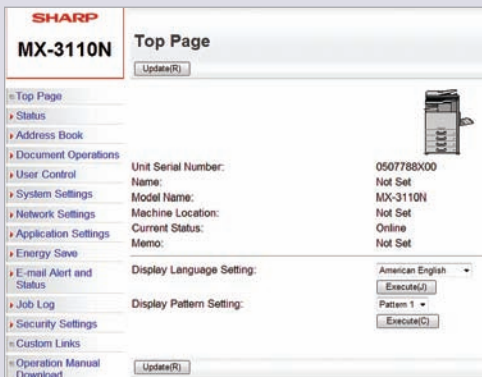 SHARP
MX-3110N
Top Page
Update(R)
Top Page
Status
Address Book
Document Operations
User Control
System Settings
Network Settings
Application Settings
Energy Save
E-mail Alert and
Status
Job Log
Security Settings
Custom Links
Operation Manual
Download
Unit Serial Number: 0507788X00
Name: Not Set
Model Name: MX-3110N
Machine Location: Not Set
Current Status: Online
Memo: Not Set
Display Language Setting: American English
Execute(J)
Display Pattern Setting: Pattern 1
Execute(C)
Update(R)